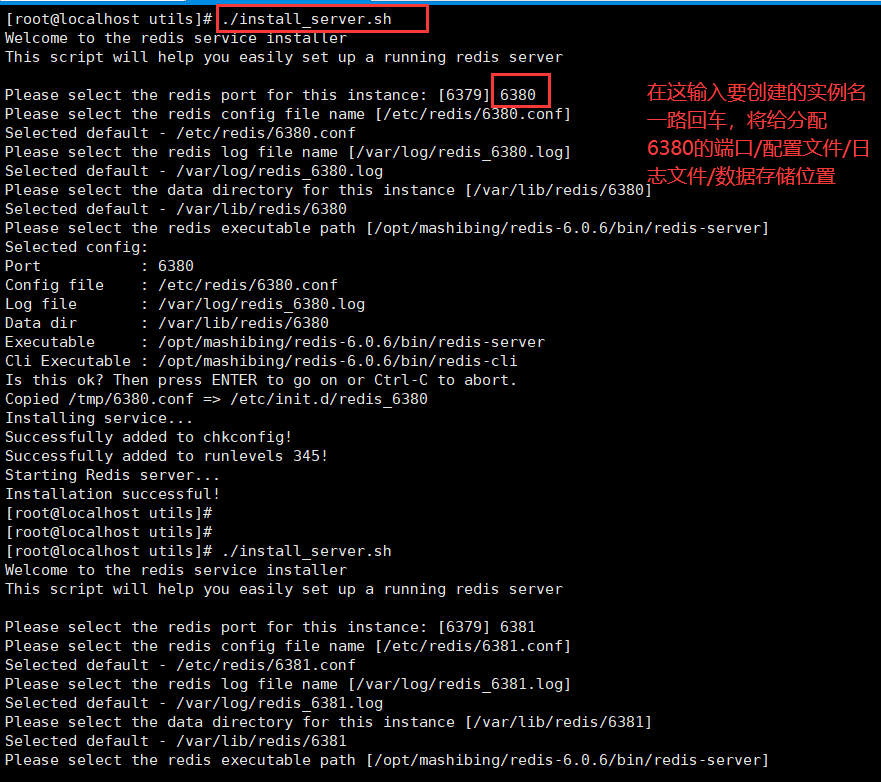 [root@localhost utils]# ./install_server.sh
Welcome to the redis service installer
This script will help you easily set up a running redis server
Please select the redis port for this instance: [6379] 6380
Please select the redis config file name [/etc/redis/6380.conf]
Selected default - /etc/redis/6380.conf
Please select the redis log file name [/var/log/redis_6380.log]
Selected default - /var/log/redis_6380.log
Please select the data directory for this instance [/var/lib/redis/6380]
Selected default - /var/lib/redis/6380
Please select the redis executable path [/opt/mashibing/redis-6.0.6/bin/redis-server]
Selected config:
Port           : 6380
Config file    : /etc/redis/6380.conf
Log file       : /var/log/redis_6380.log
Data dir       : /var/lib/redis/6380
Executable     : /opt/mashibing/redis-6.0.6/bin/redis-server
Cli Executable : /opt/mashibing/redis-6.0.6/bin/redis-cli
Is this ok? Then press ENTER to go on or Ctrl-C to abort.
Copied /tmp/6380.conf => /etc/init.d/redis_6380
Installing service...
Successfully added to chkconfig!
Successfully added to runlevels 345!
Starting Redis server...
Installation successful!
[root@localhost utils]#
[root@localhost utils]#
[root@localhost utils]# ./install_server.sh
Welcome to the redis service installer
This script will help you easily set up a running redis server
Please select the redis port for this instance: [6379] 6381
Please select the redis config file name [/etc/redis/6381.conf]
Selected default - /etc/redis/6381.conf
Please select the redis log file name [/var/log/redis_6381.log]
Selected default - /var/log/redis_6381.log
Please select the data directory for this instance [/var/lib/redis/6381]
Selected default - /var/lib/redis/6381
Please select the redis executable path [/opt/mashibing/redis-6.0.6/bin/redis-server]
在这输入要创建的实例名
一路回车，将给分配
6380的端口/配置文件/日
志文件/数据存储位置